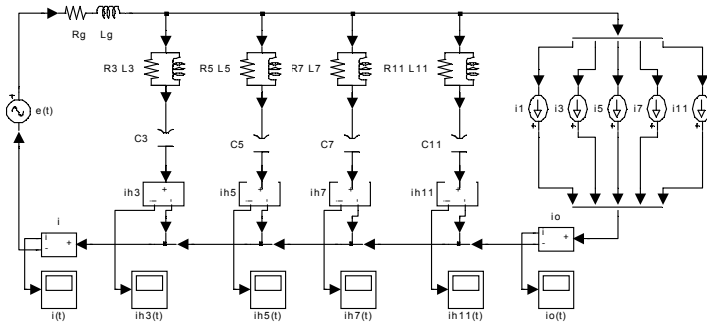 Rg Lg
R3 L3
R5 L5
R7 L7
R11 L11
e(t)
i1
i3
i5
i7
i11
C3
C5
C7
C11
ih3
ih5
ih7
ih11
i
io
i(t)
ih3(t)
ih5(t)
ih7(t)
ih11(t)
io(t)